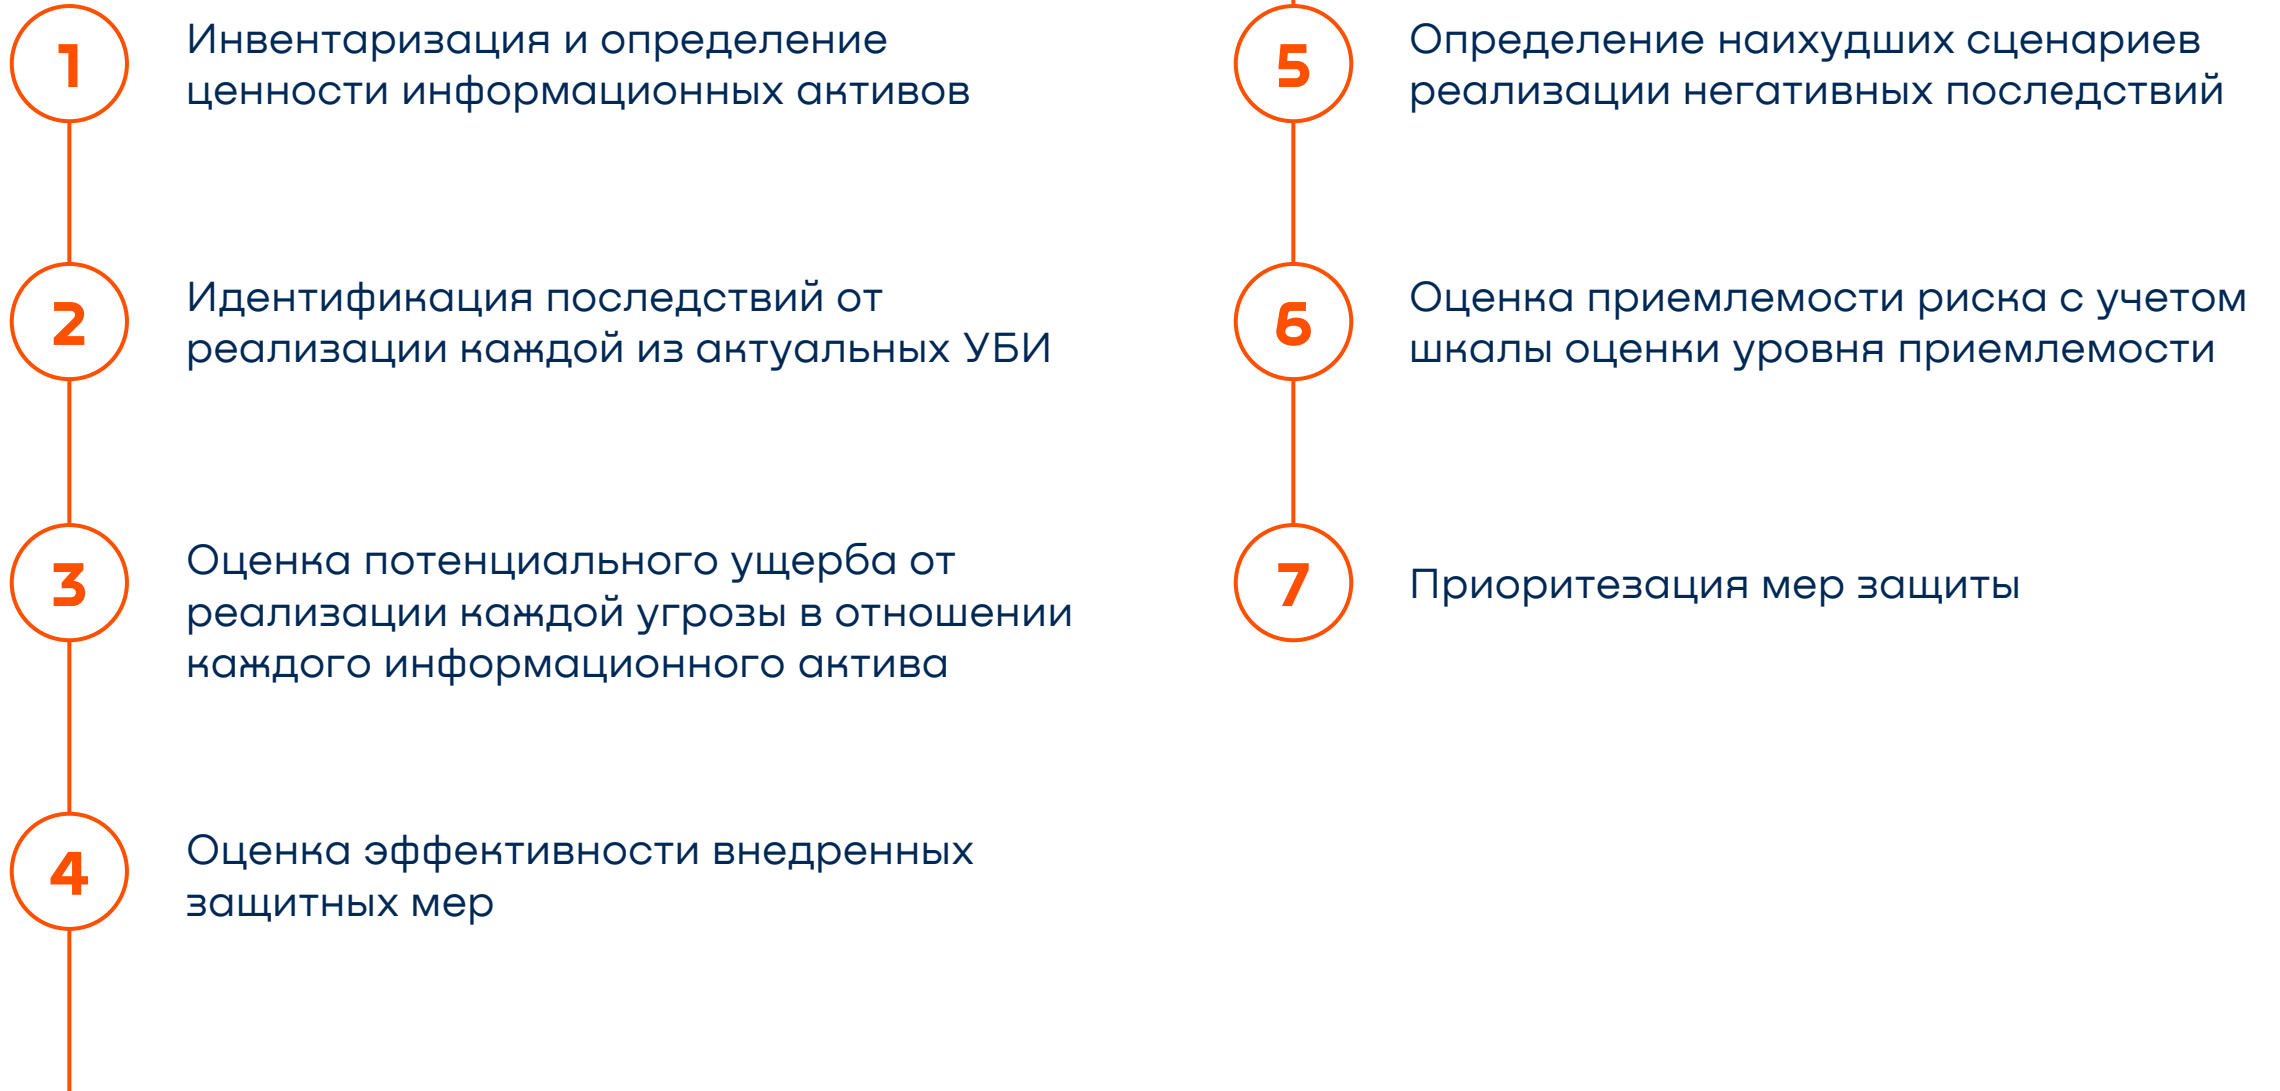 1
Инвентаризация и определение
ценности информационных активов
2
Идентификация последствий от
реализации каждой из актуальных УБИ
3
Оценка потенциального ущерба от
реализации каждой угрозы в отношении
каждого информационного актива
4
Оценка эффективности внедренных
защитных мер
5
Определение наихудших сценариев
реализации негативных последствий
6
Оценка приемлемости риска с учетом
шкалы оценки уровня приемлемости
7
Приоритезация мер защиты